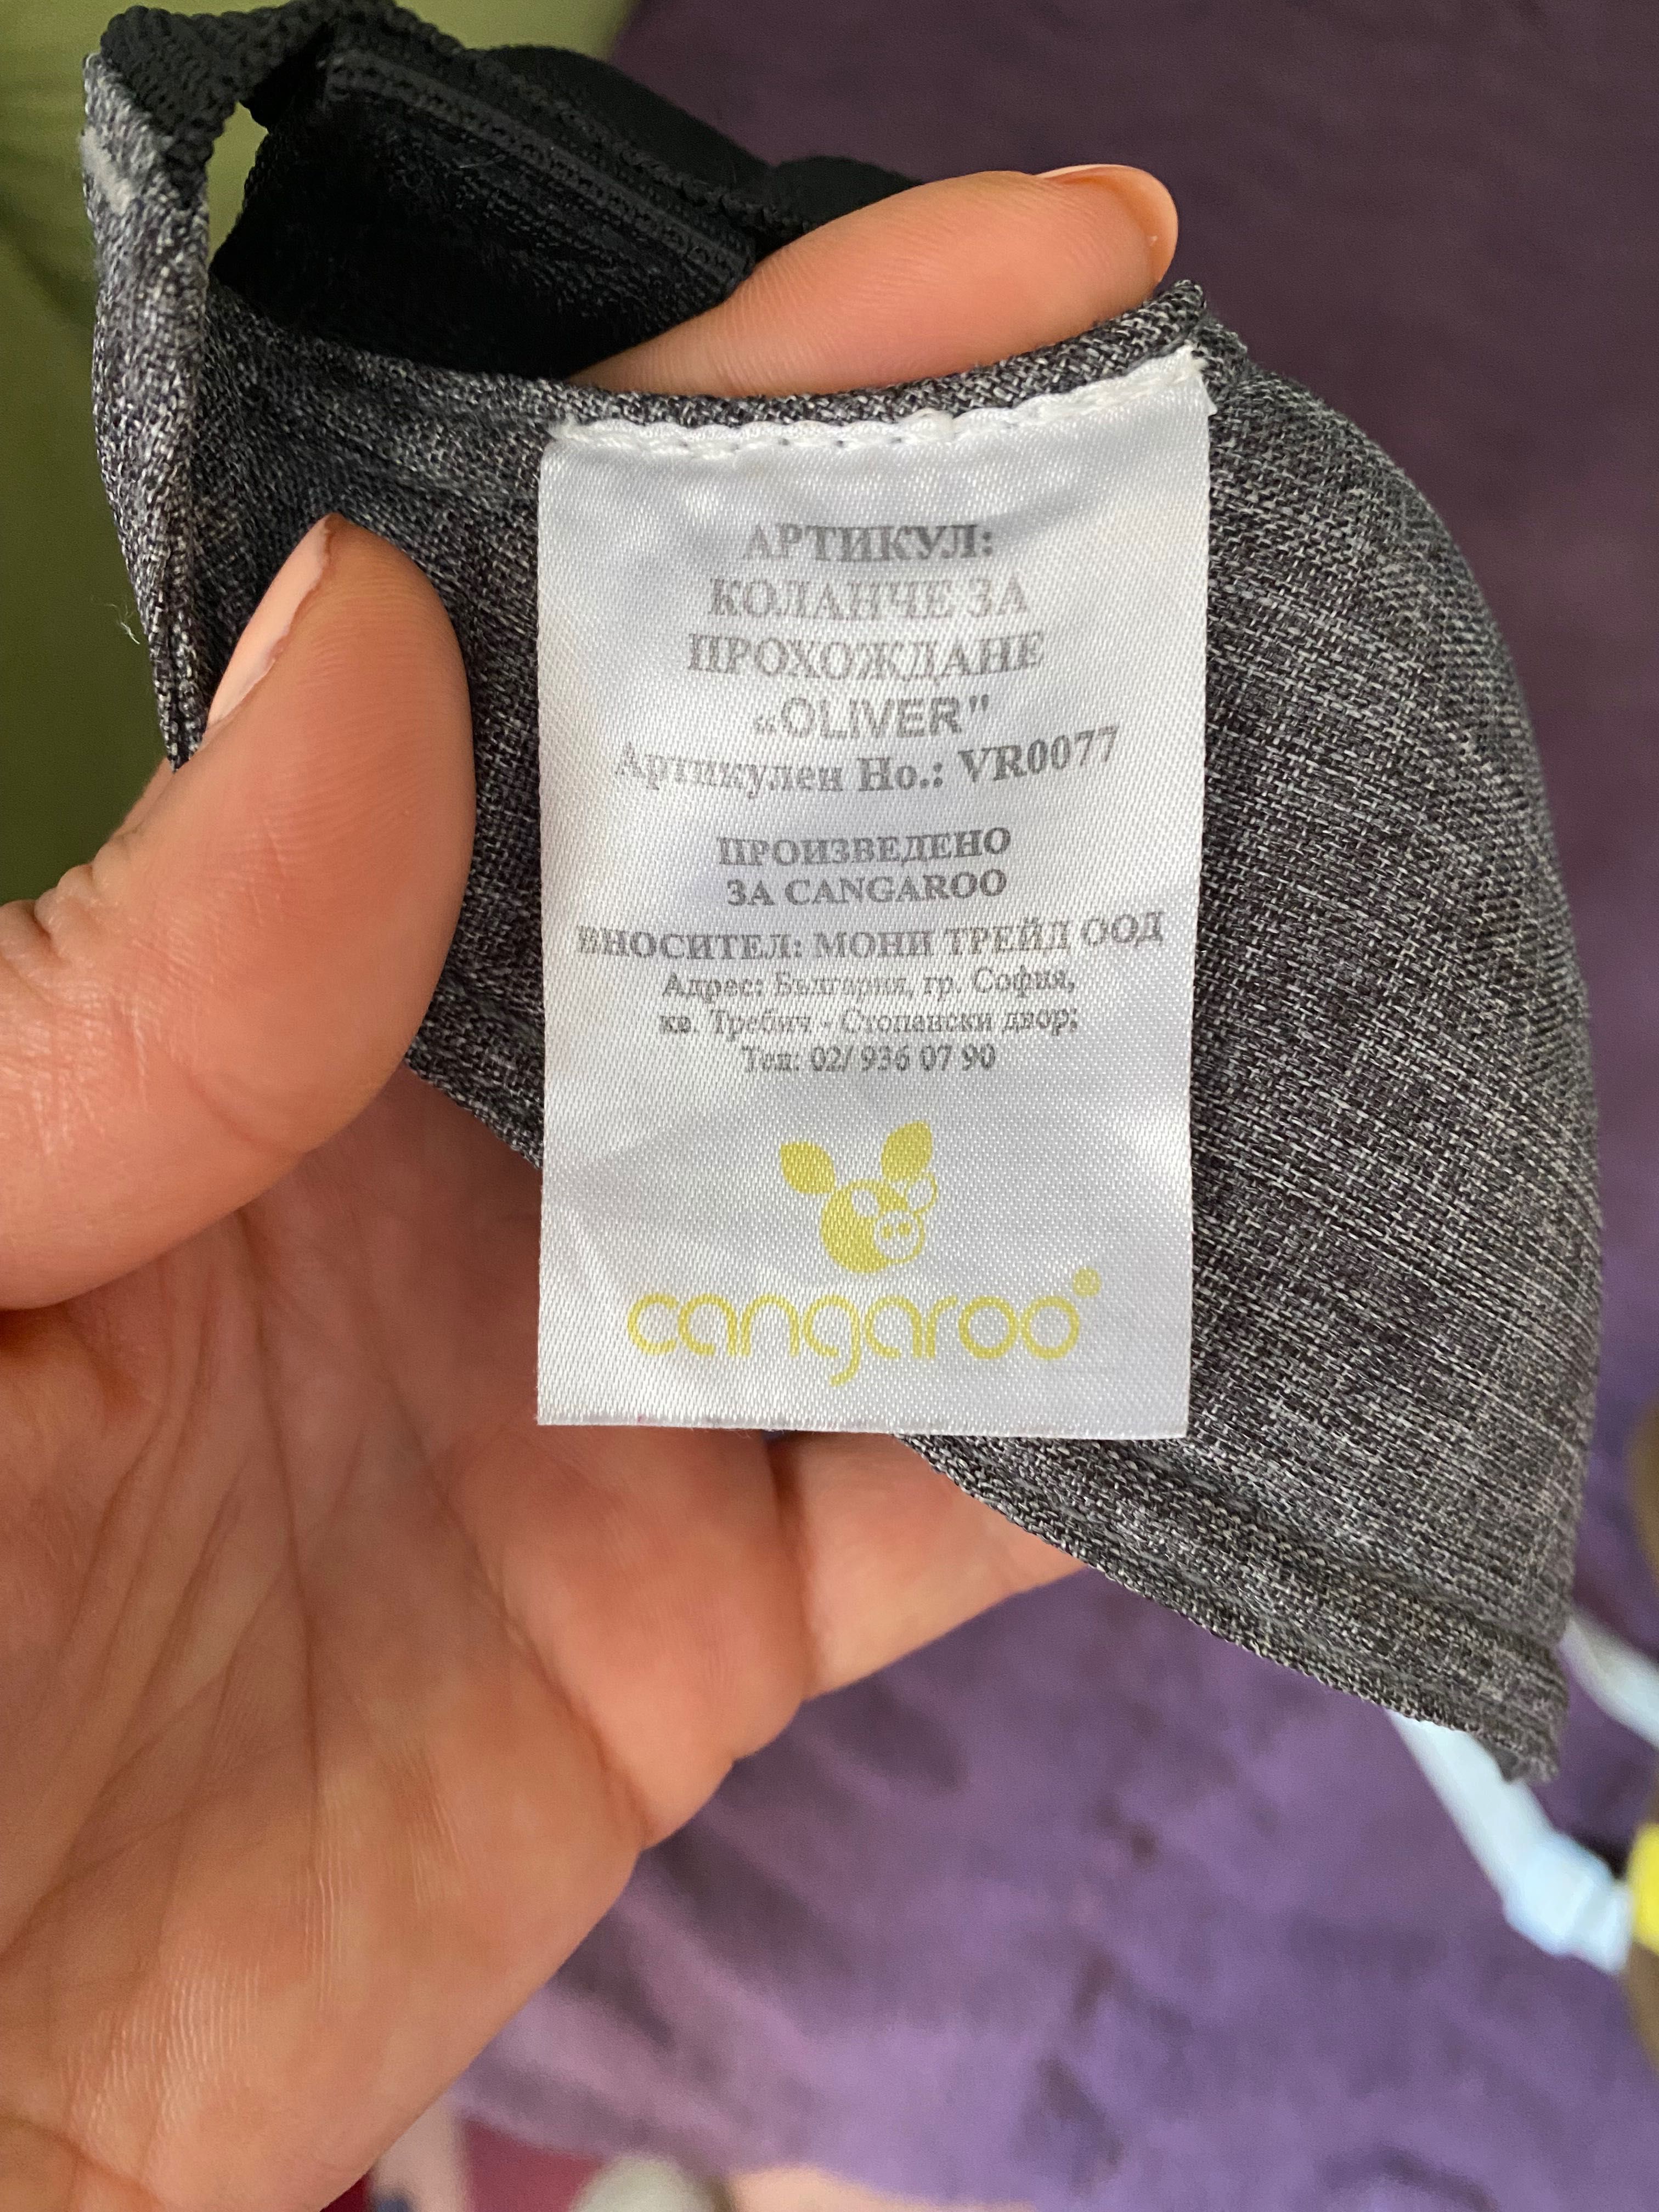 АРТИКУЛ:
КОЛАНЧЕ ЗА
ПРОХОЖДАНЕ
„OLIVER"
Артикулен Но.: VR0077
ПРОИЗВЕДЕНО
ЗА CANGAROO
ВНОСИТЕЛ: МОНИ ТРЕЙД ООД
Адрес: България, гр. София,
кв. Требич - Стопански двор;
Тел: 02/ 936 07 90
cangaroo®